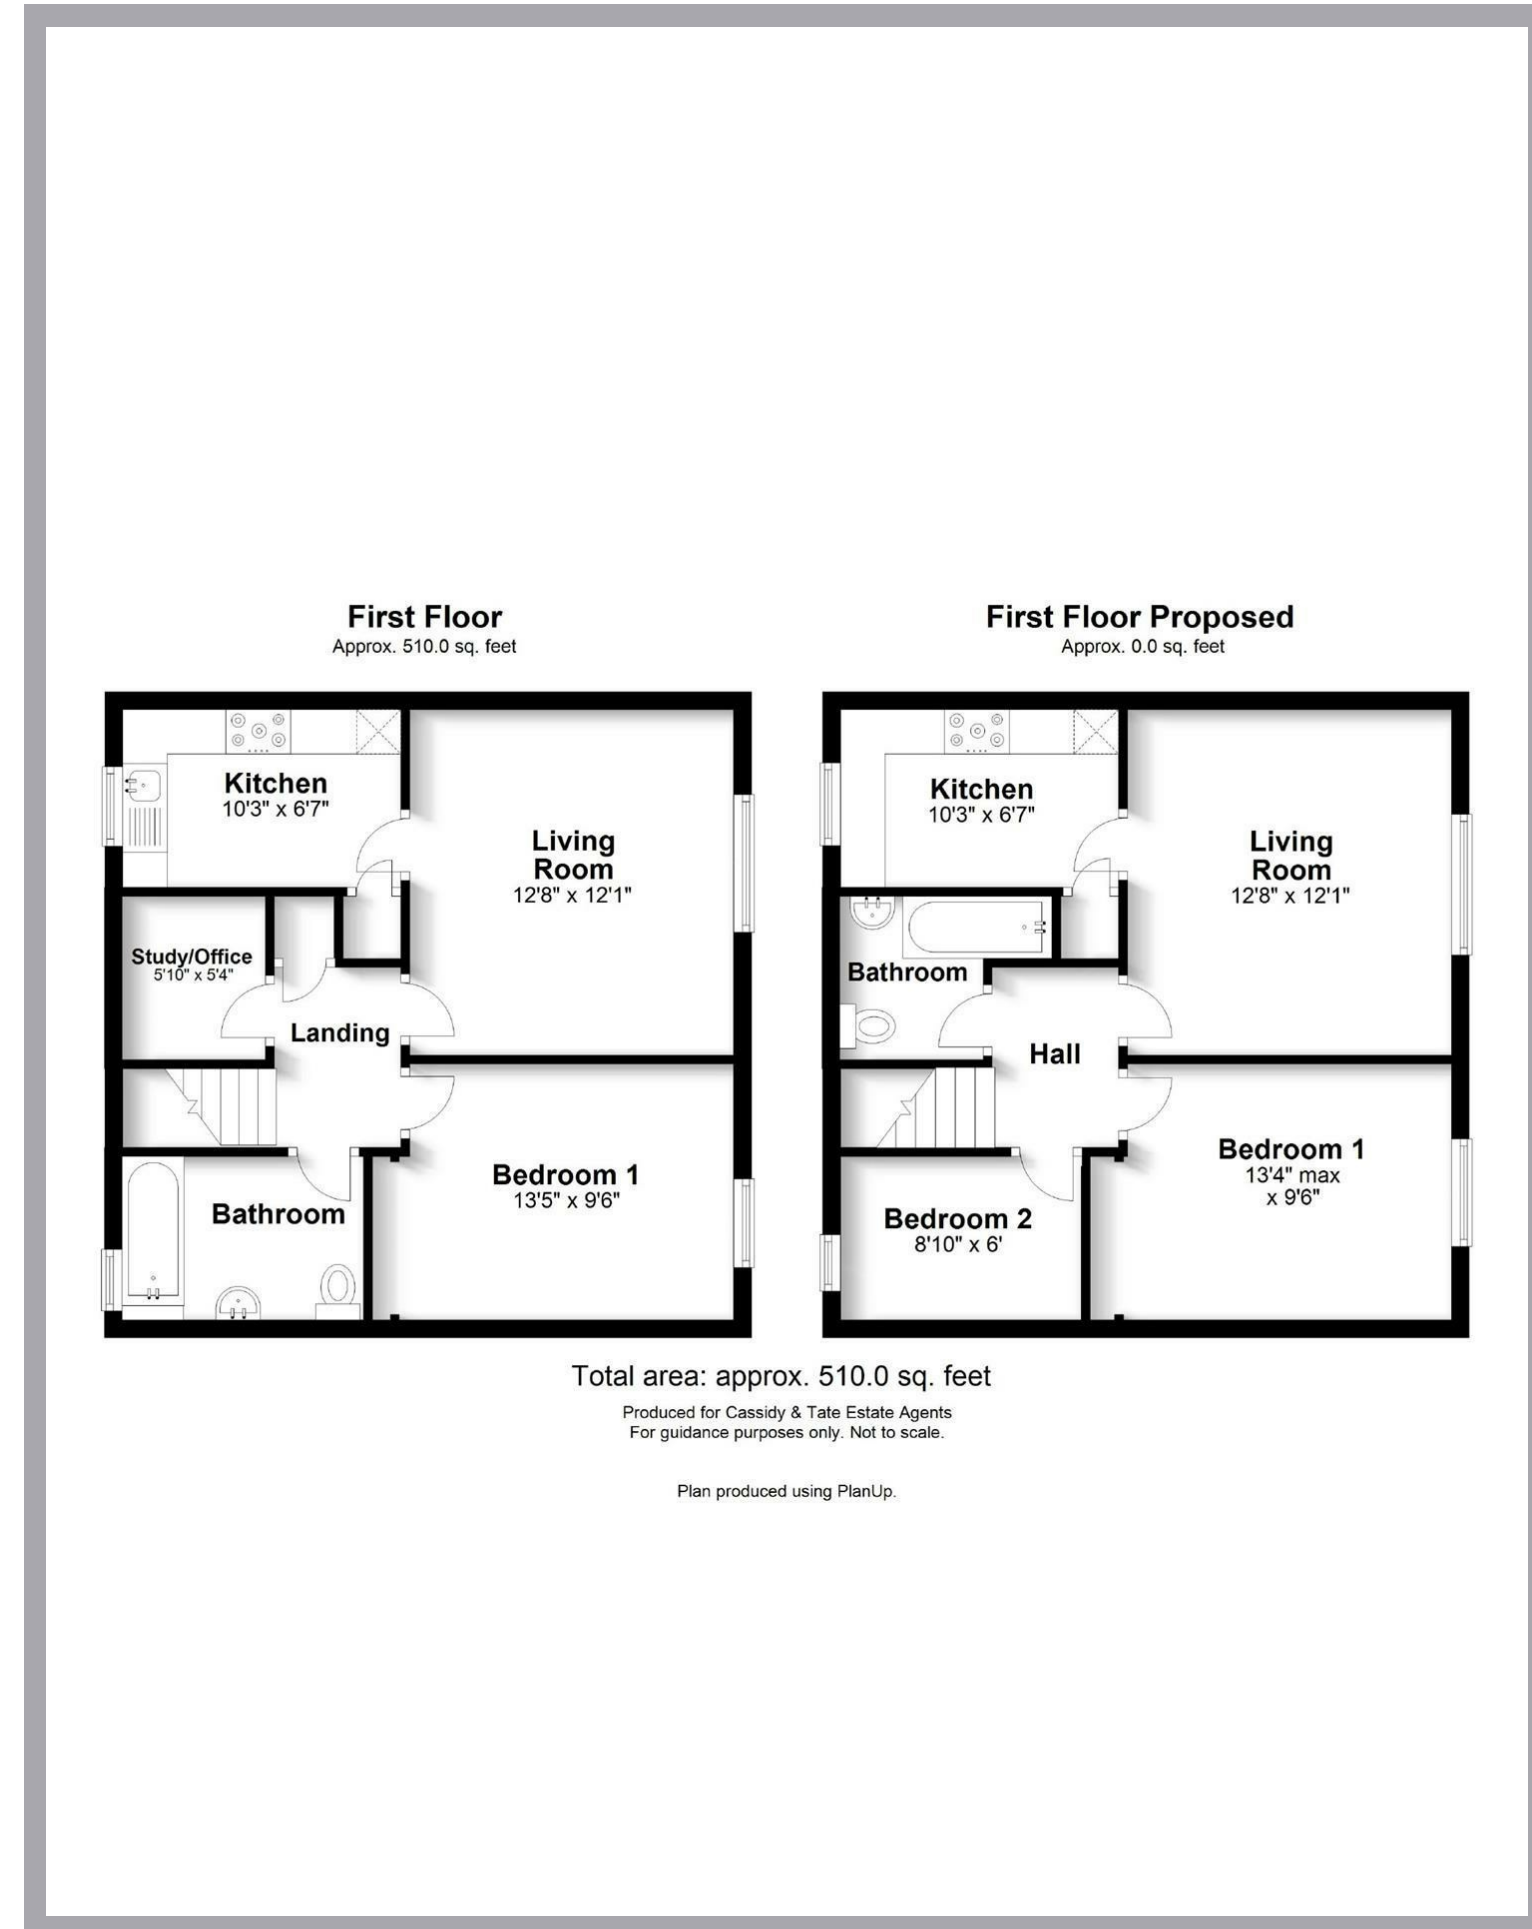 First Floor
Approx. 510.0 sq. feet
Kitchen
10'3" x 6'7"
Living
Room
12'8" x 12'1"
Study/Office
5'10" x 5'4"
Landing
Bedroom 1
13'5" x 9'6"
Bathroom
First Floor Proposed
Approx. 0.0 sq. feet
Kitchen
10'3" x 6'7"
Living
Room
12'8" x 12'1"
Bathroom
Hall
Bedroom 1
13'4" max
x 9'6"
Bedroom 2
8'10" x 6'
Total area: approx. 510.0 sq. feet
Produced for Cassidy & Tate Estate Agents
For guidance purposes only. Not to scale.
Plan produced using PlanUp.